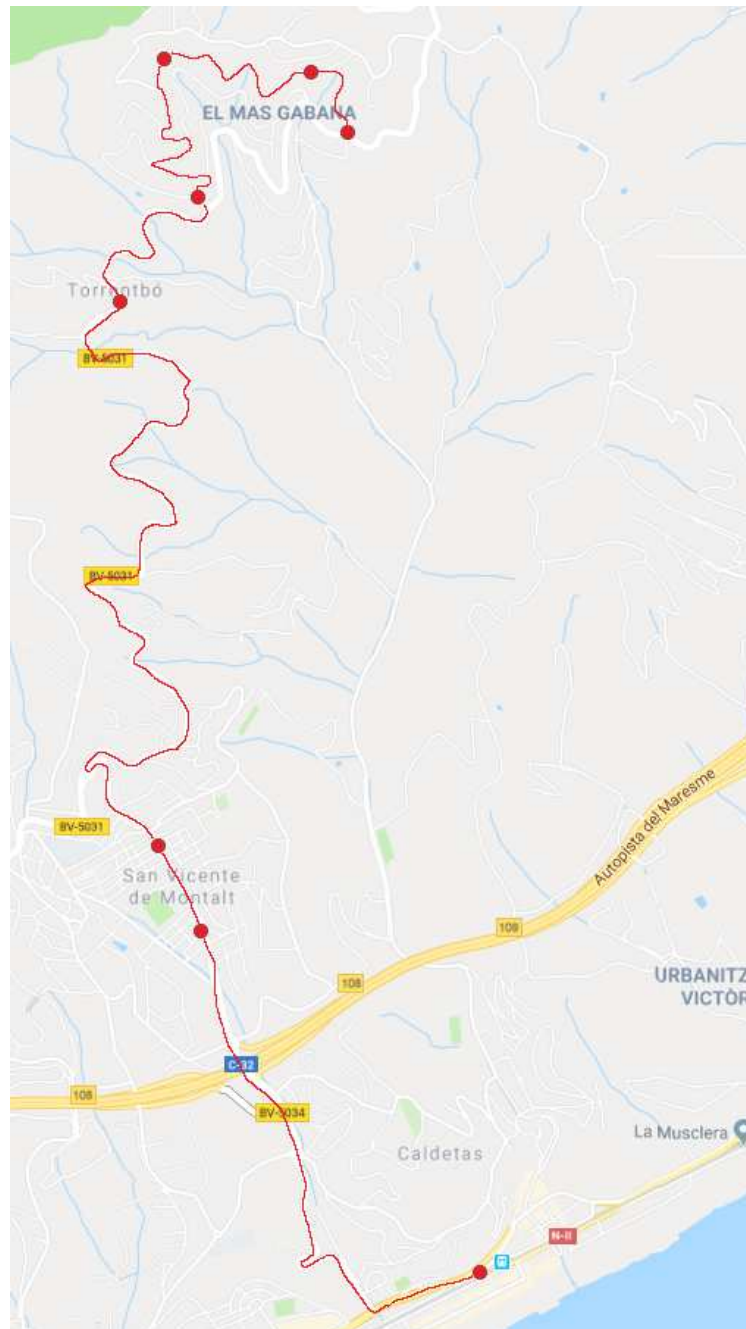 EL MAS GABANA
Torrentbó
BV-5031
BV-5031
BV-5031
San Vicente
de Montalt
Autopista del Maresme
108
108
C-32
108
BV-5034
URBANITZ
VICTÒR
La Musclera
Caldetas
N-II